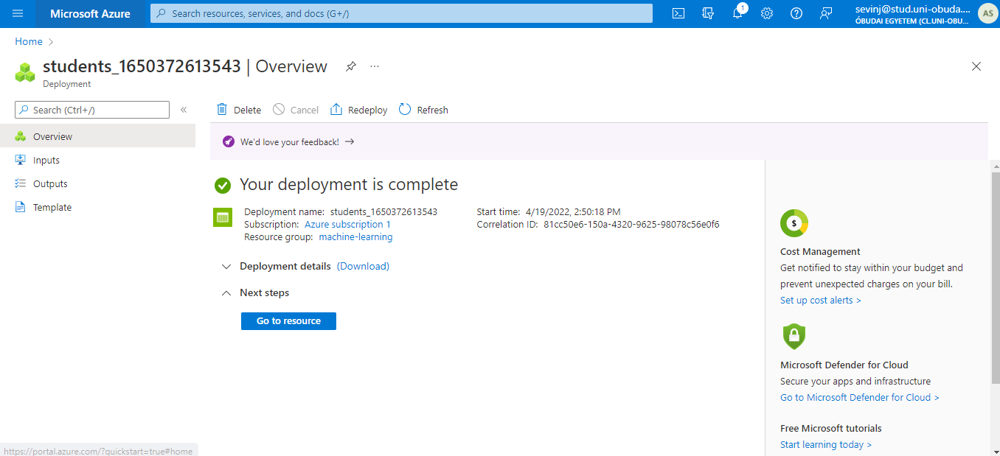 Microsoft Azure
Search resources, services, and docs (G+/)
1
sevinj@stud.uni-obuda....
ÓBUDAI EGYETEM (CL.UNI-OBU...
AS
Home
students_1650372613543 | Overview
...
Deployment
Search (Ctrl+/)
«
Delete
Cancel
Redeploy
Refresh
Overview
Inputs
Outputs
Template
We'd love your feedback! →
Your deployment is complete
Deployment name: students_1650372613543
Subscription: Azure subscription 1
Resource group: machine-learning
Start time: 4/19/2022, 2:50:18 PM
Correlation ID: 81cc50e6-150a-4320-9625-98078c56e0f6
Deployment details (Download)
Next steps
Go to resource
$
Cost Management
Get notified to stay within your budget and
prevent unexpected charges on your bill.
Set up cost alerts >
Microsoft Defender for Cloud
Secure your apps and infrastructure
Go to Microsoft Defender for Cloud >
Free Microsoft tutorials
Start learning today >
https://portal.azure.com/?quickstart=true#home